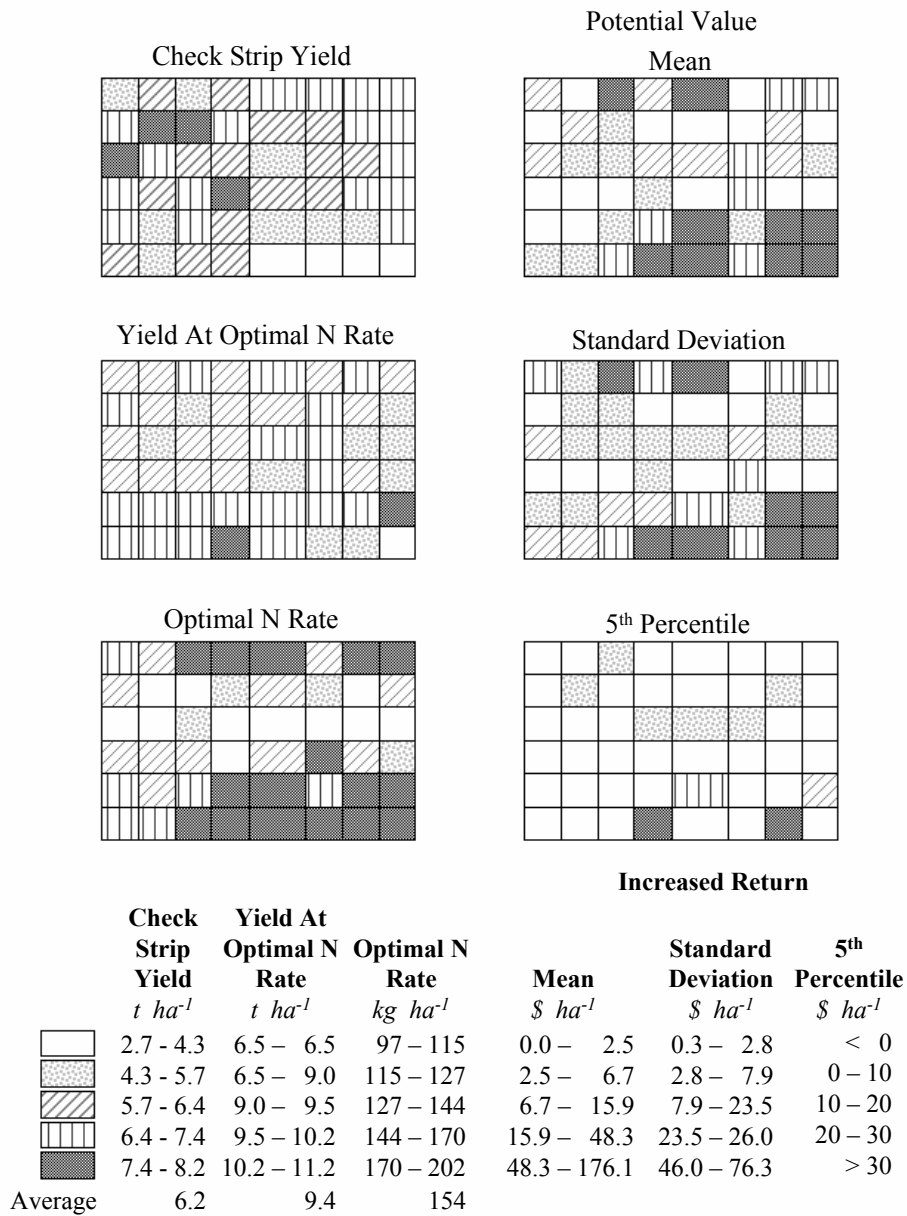 Potential Value
Check Strip Yield
Mean
Yield At Optimal N Rate
Standard Deviation
Optimal N Rate
5th Percentile
Increased Return
Check Yield At
Strip Optimal N Optimal N Standard 5th
Yield Rate Rate Mean Deviation Percentile
t ha-1 t ha-1 kg ha-1 $ ha-1 $ ha-1 $ ha-1
2.7 - 4.3 6.5 – 6.5 97 – 115 0.0 – 2.5 0.3 – 2.8 < 0
4.3 - 5.7 6.5 – 9.0 115 – 127 2.5 – 6.7 2.8 – 7.9 0 – 10
5.7 - 6.4 9.0 – 9.5 127 – 144 6.7 – 15.9 7.9 – 23.5 10 – 20
6.4 - 7.4 9.5 – 10.2 144 – 170 15.9 – 48.3 23.5 – 26.0 20 – 30
7.4 - 8.2 10.2 – 11.2 170 – 202 48.3 – 176.1 46.0 – 76.3 > 30
Average 6.2 9.4 154